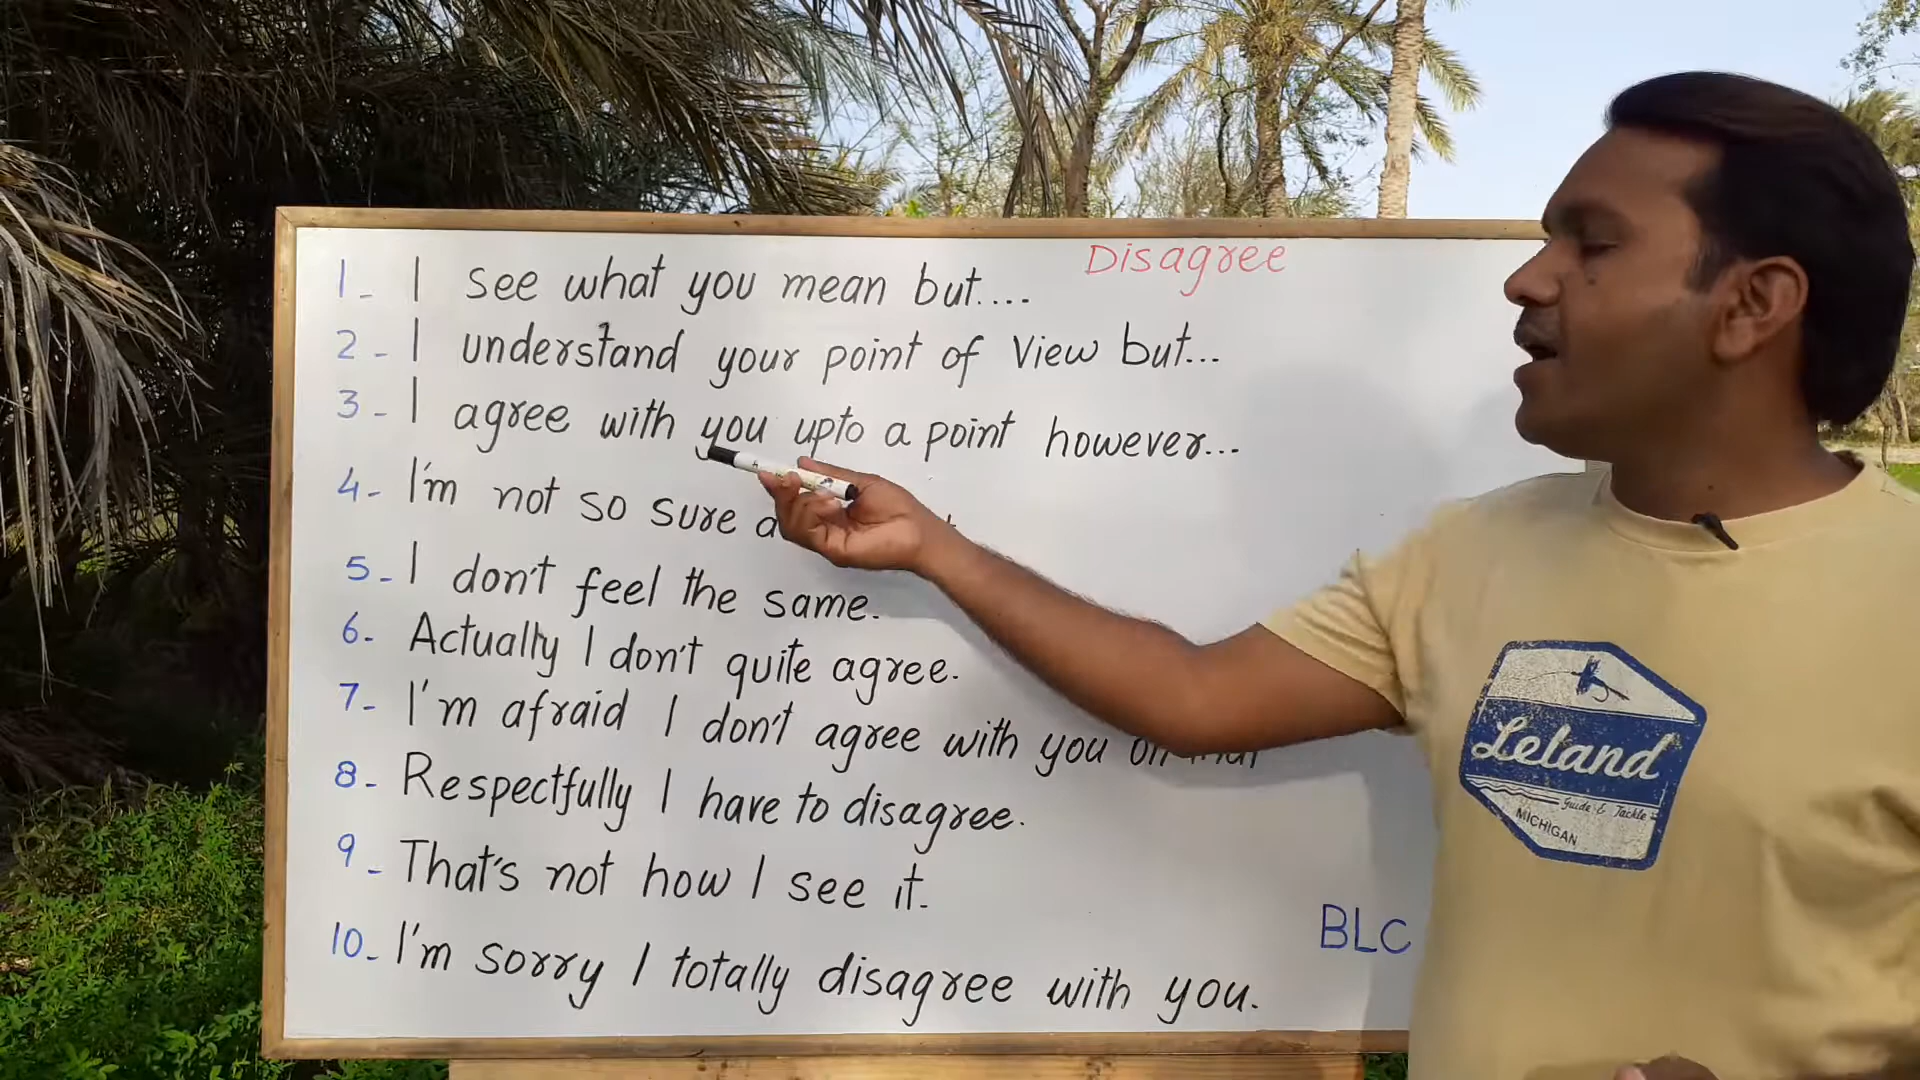 Disagree
1- I see what you mean but....
2- I understand your point of View but...
3- I agree with you upto a point however...
4- I'm not so sure
5- I don't feel the same.
6- Actually I don't quite agree.
7- I'm afraid I don't agree with you on that
8- Respectfully I have to disagree.
9- That's not how I see it.
10- I'm sorry I totally disagree with you.
BLC
Leland
Guide & Tackle
MICHIGAN